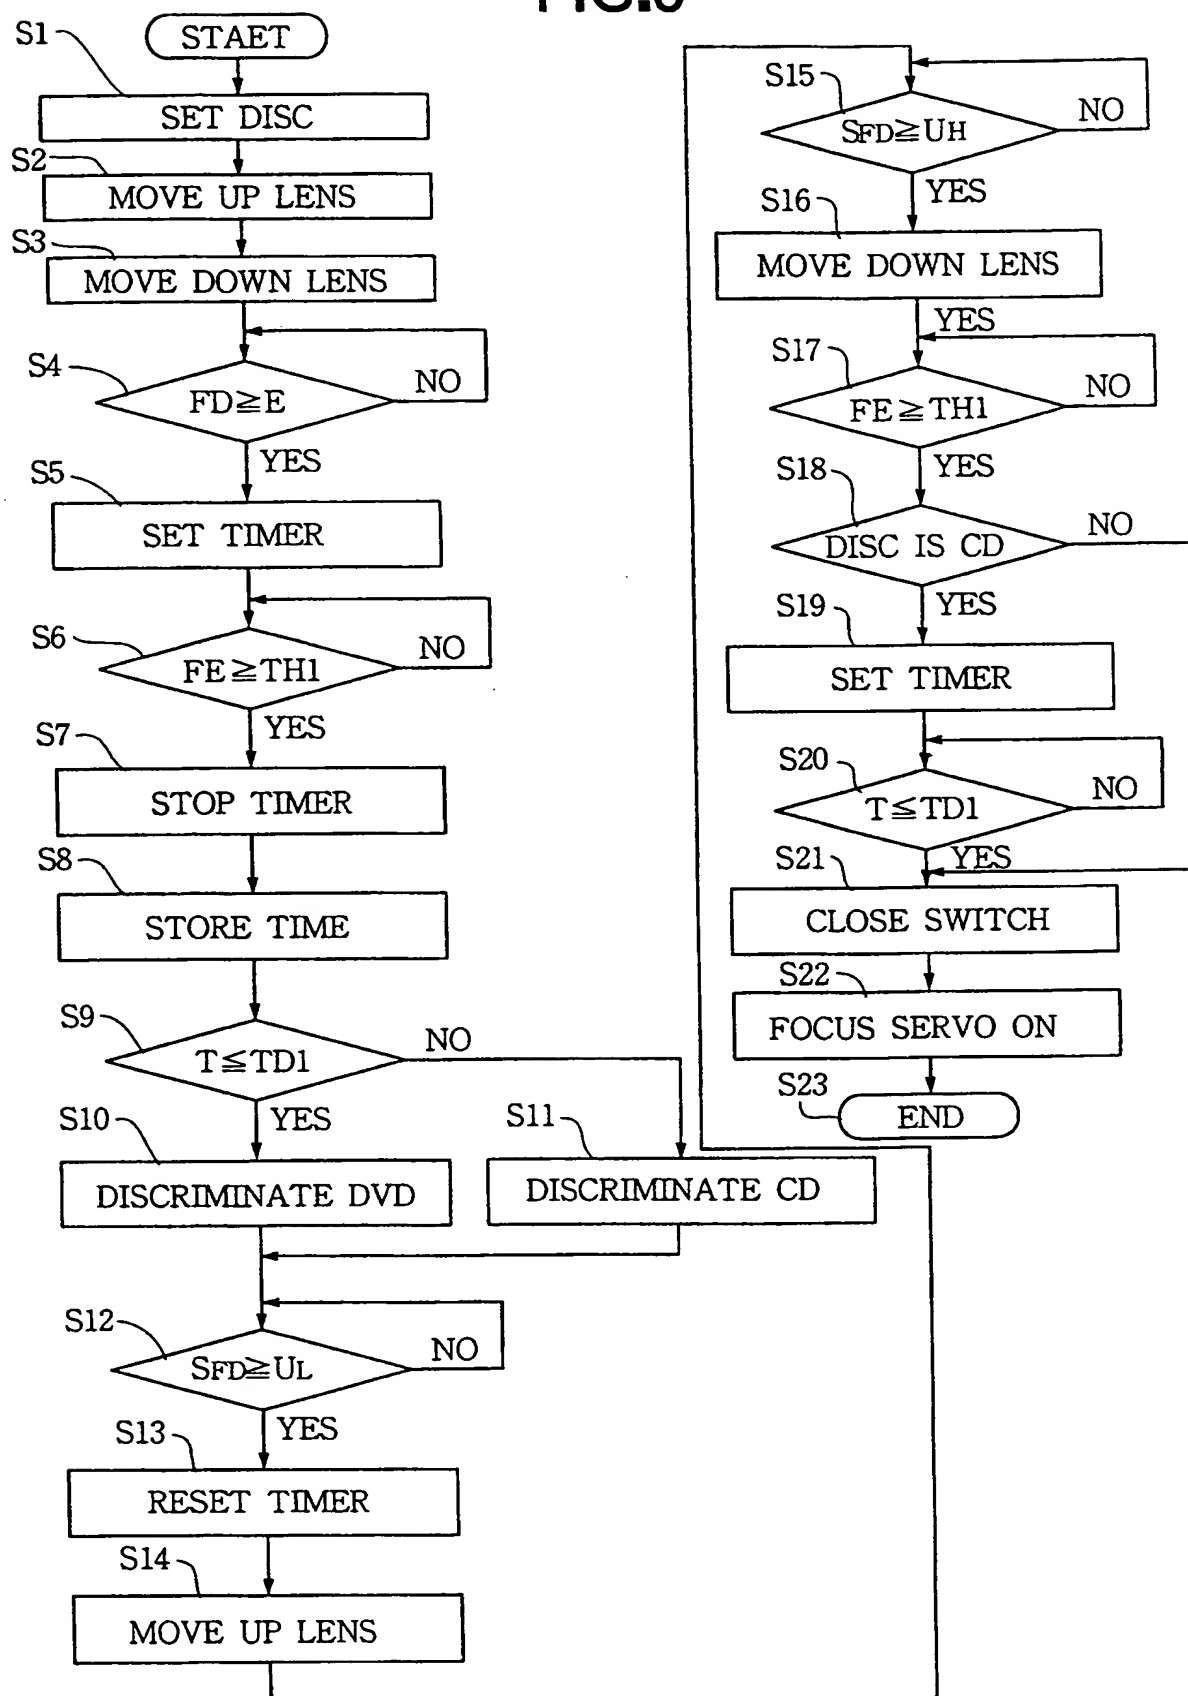 S1
STAET
SET DISC
S2
MOVE UP LENS
S3
MOVE DOWN LENS
S4
FD≧E
NO
YES
S5
SET TIMER
S6
FE≧TH1
NO
YES
S7
STOP TIMER
S8
STORE TIME
S9
T≦TD1
NO
YES
S10
DISCRIMINATE DVD
S11
DISCRIMINATE CD
S12
SFD≧UL
NO
YES
S13
RESET TIMER
S14
MOVE UP LENS
S15
SFD≧UH
NO
YES
S16
MOVE DOWN LENS
YES
S17
FE≧TH1
NO
YES
S18
DISC IS CD
NO
YES
S19
SET TIMER
S20
T≦TD1
NO
YES
S21
CLOSE SWITCH
S22
FOCUS SERVO ON
S23
END